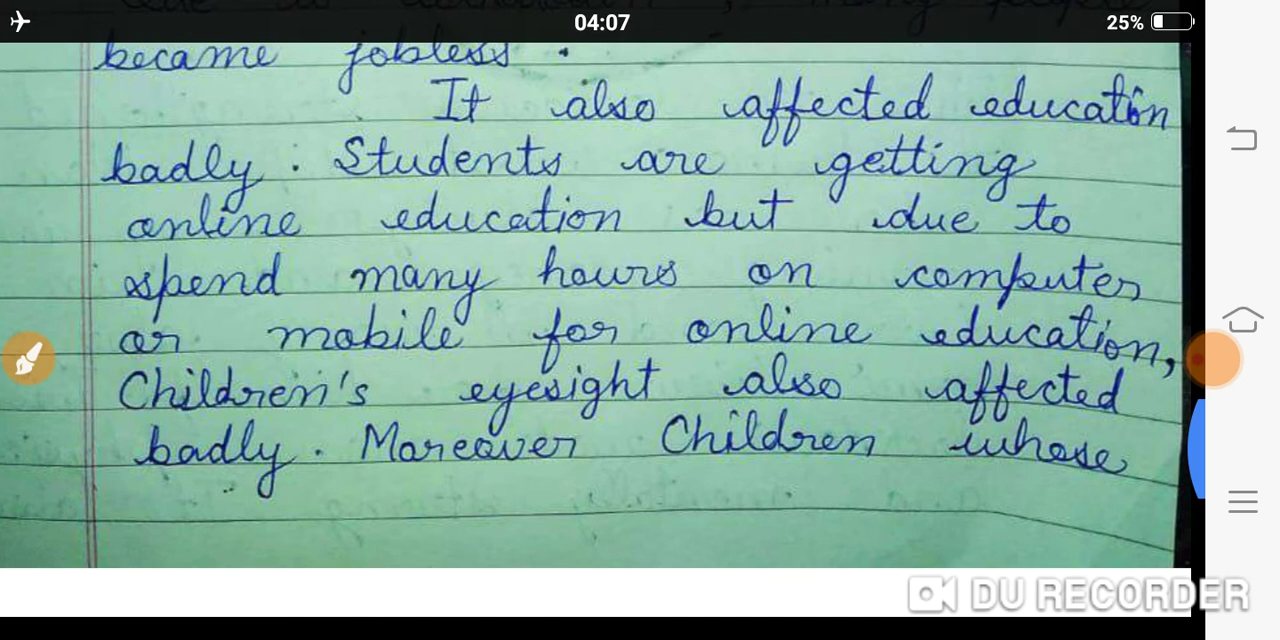 04:07
25%
became jobless .
It also affected education
badly . Students are getting
online education but due to
spend many hours on computer
or mobile for online education,
Children's eyesight also affected
badly . Moreover Children whose
DU RECORDER